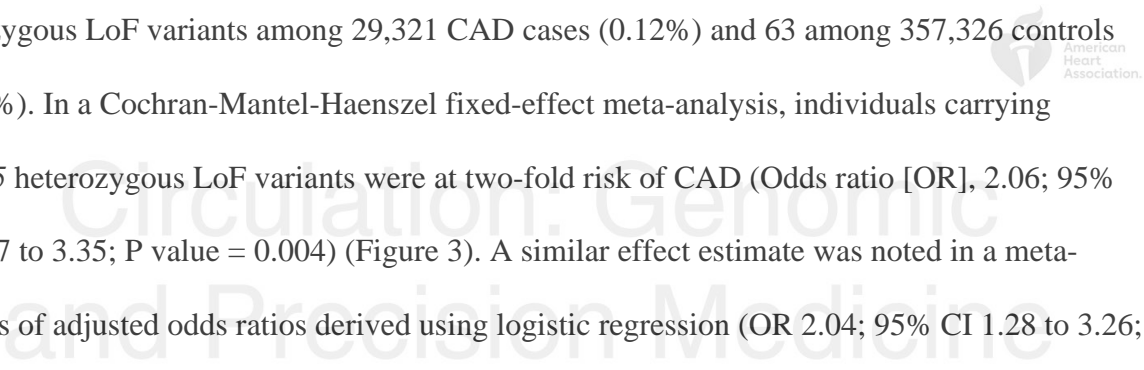 ygous LoF variants among 29,321 CAD cases (0.12%) and 63 among 357,326 controls
American
Heart
Association.
%). In a Cochran-Mantel-Haenszel fixed-effect meta-analysis, individuals carrying
5 heterozygous LoF variants were at two-fold risk of CAD (Odds ratio [OR], 2.06; 95%
Circulation: Genomic
7 to 3.35; P value = 0.004) (Figure 3). A similar effect estimate was noted in a meta-
and Precision Medicine
s of adjusted odds ratios derived using logistic regression (OR 2.04; 95% CI 1.28 to 3.26;